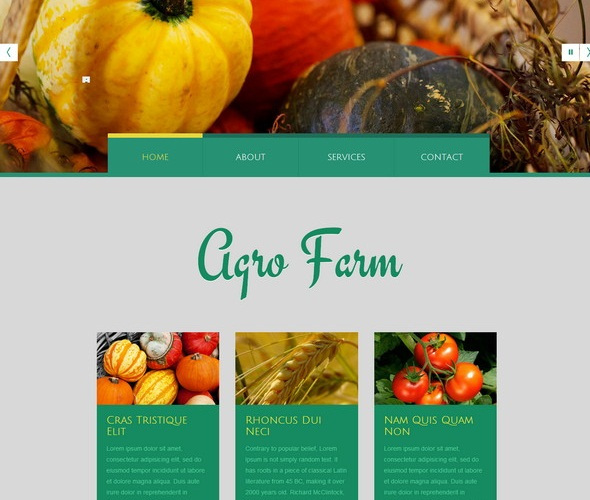 HOME
ABOUT
SERVICES
CONTACT
Agro Farm
Cras Tristique
Elit
Rhoncus Dui
Neci
Nam Quis Quam
Non
Lorem ipsum dolor sit amet,
consectetur adipiscing elit, sed do
eiusmod tempor incididunt ut labore
et dolore magna aliqua. Duis aute
irure dolor in reprehenderit in
Contrary to popular belief, Lorem
Ipsum is not simply random text.
It has roots in a piece of classical Latin
literature from 45 BC, making it over
2000 years old. Richard McClintock,
Lorem ipsum dolor sit amet,
consectetur adipiscing elit, sed do
eiusmod tempor incididunt ut labore
et dolore magna aliqua. Duis aute
irure dolor in reprehenderit in